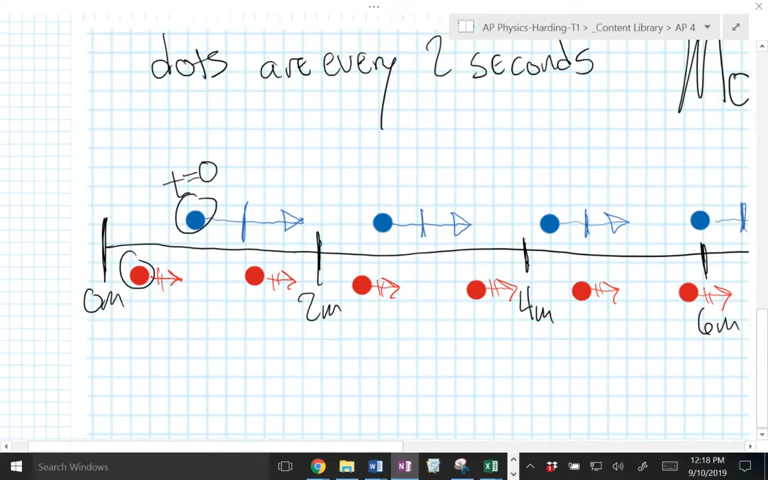 AP Physics-Harding-T1 > _Content Library > AP 4
dots are every 2 seconds
t=0
0m
2m
4m
6m
Search Windows
12:18 PM
9/10/2019